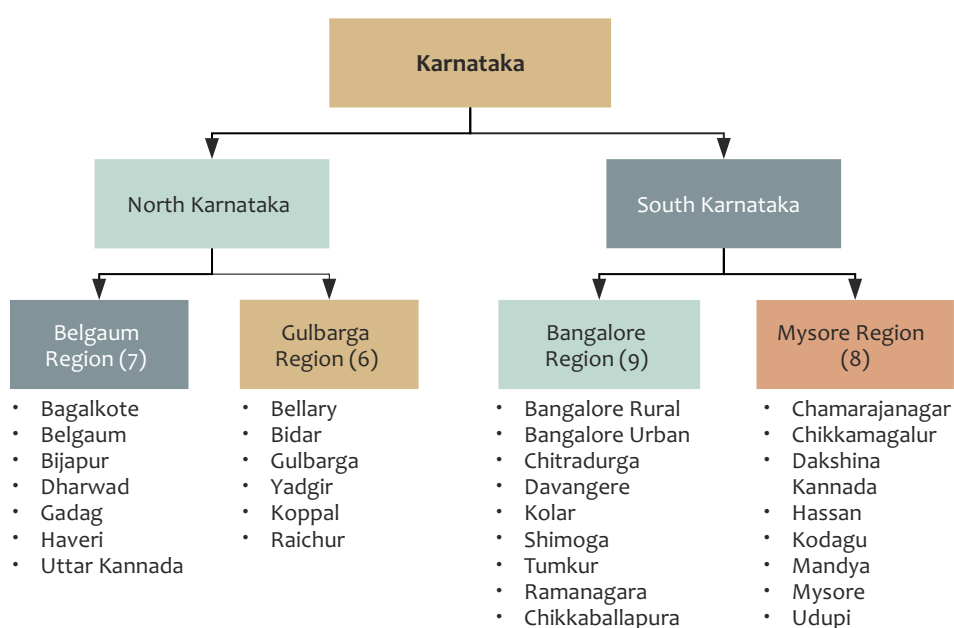 Karnataka
North Karnataka
South Karnataka
Belgaum
Region (7)
• Bagalkote
• Belgaum
• Bijapur
• Dharwad
• Gadag
• Haveri
• Uttar Kannada
Gulbarga
Region (6)
• Bellary
• Bidar
• Gulbarga
• Yadgir
• Koppal
• Raichur
Bangalore
Region (9)
• Bangalore Rural
• Bangalore Urban
• Chitradurga
• Davangere
• Kolar
• Shimoga
• Tumkur
• Ramanagara
• Chikkaballapura
Mysore Region
(8)
• Chamarajanagar
• Chikkamagalur
• Dakshina
Kannada
• Hassan
• Kodagu
• Mandya
• Mysore
• Udupi